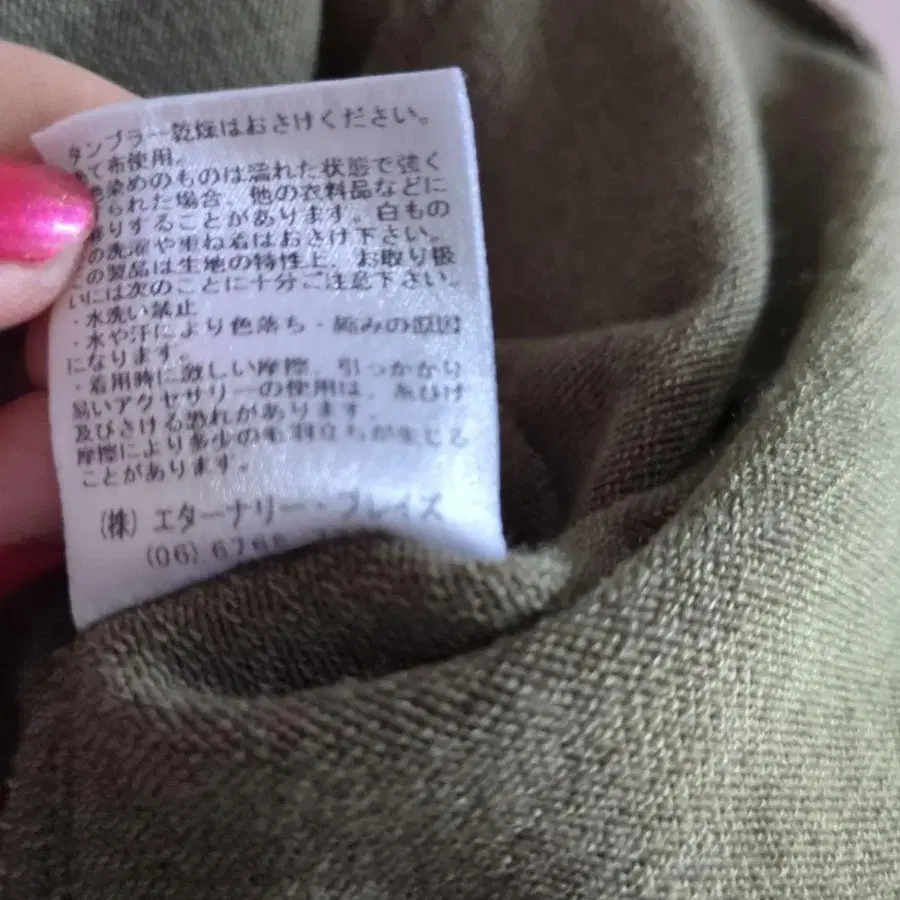 タンブラー乾燥はおさけください。
て布使用。
染めのものは濡れた状態で強く
られた場合、他の衣料品などに
りすることがあります。白もの
の洗濯や重ね着はおさけ下さい。
の製品は生地の特性上、お取り扱
いには次のことに十分ご注意下さい。
・水洗い禁止
・水や汗により色落ち・縮みの原因
になります。
・着用時に激しい摩擦、引っかかり
易いアクセサリーの使用は、糸ひけ
及びさける恐れがあります。
摩擦により多少の毛羽立ちが生じる
ことがあります。
(株) エターナリー・プレイズ
(06) 6766